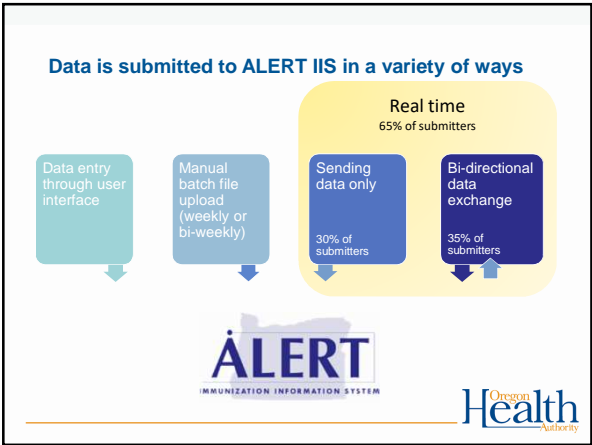 Data is submitted to ALERT IIS in a variety of ways
Real time
65% of submitters
Data entry
through user
interface
Manual
batch file
upload
(weekly or
bi-weekly)
Sending
data only
30% of
submitters
Bi-directional
data
exchange
35% of
submitters
ALERT
IMMUNIZATION INFORMATION SYSTEM
Oregon
Health
Authority